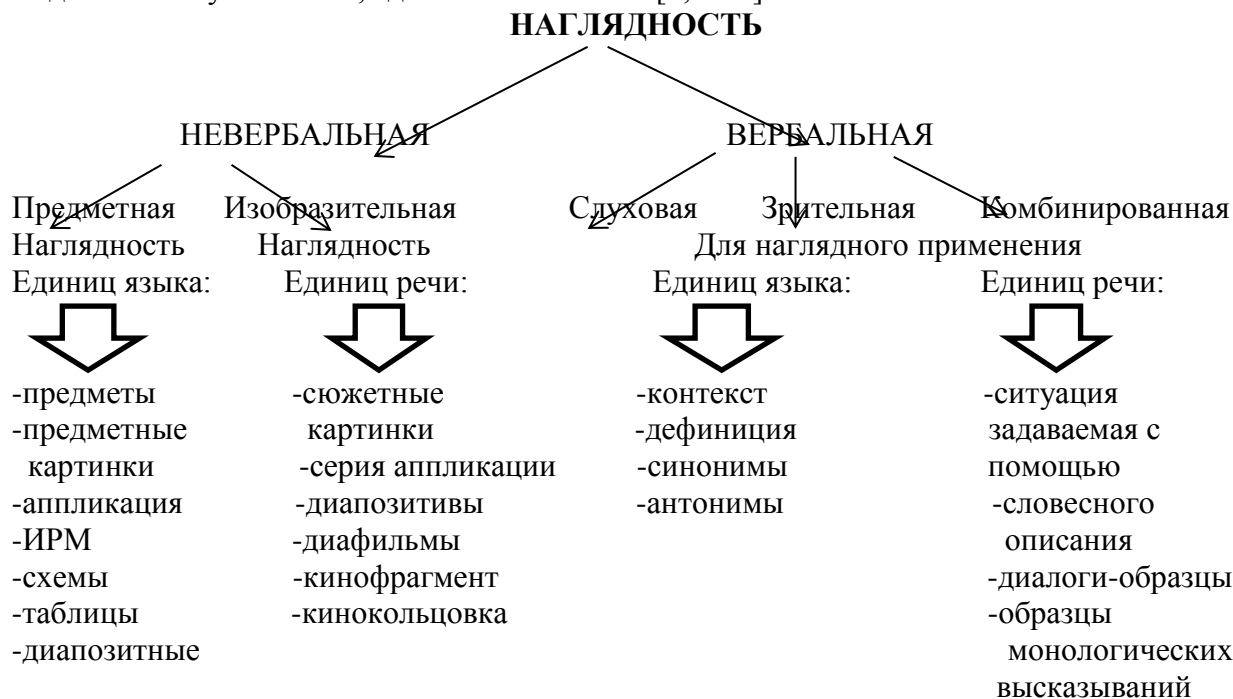 НАГЛЯДНОСТЬ
НЕВЕРБАЛЬНАЯ ВЕРБАЛЬНАЯ
Предметная Изобразительная Слуховая Зрительная Комбинированная
Наглядность Наглядность Для наглядного применения
Единиц языка: Единиц речи: Единиц языка: Единиц речи:
-предметы -сюжетные -контекст -ситуация
-предметные картинки -дефиниция задаваемая с
картинки -серия аппликации -синонимы помощью
-аппликация -диапозитивы -антонимы -словесного
-ИРМ -диафильмы описания
-схемы -кинофрагмент -диалоги-образцы
-таблицы -кинокольцовка -образцы
-диапозитные монологических
высказываний